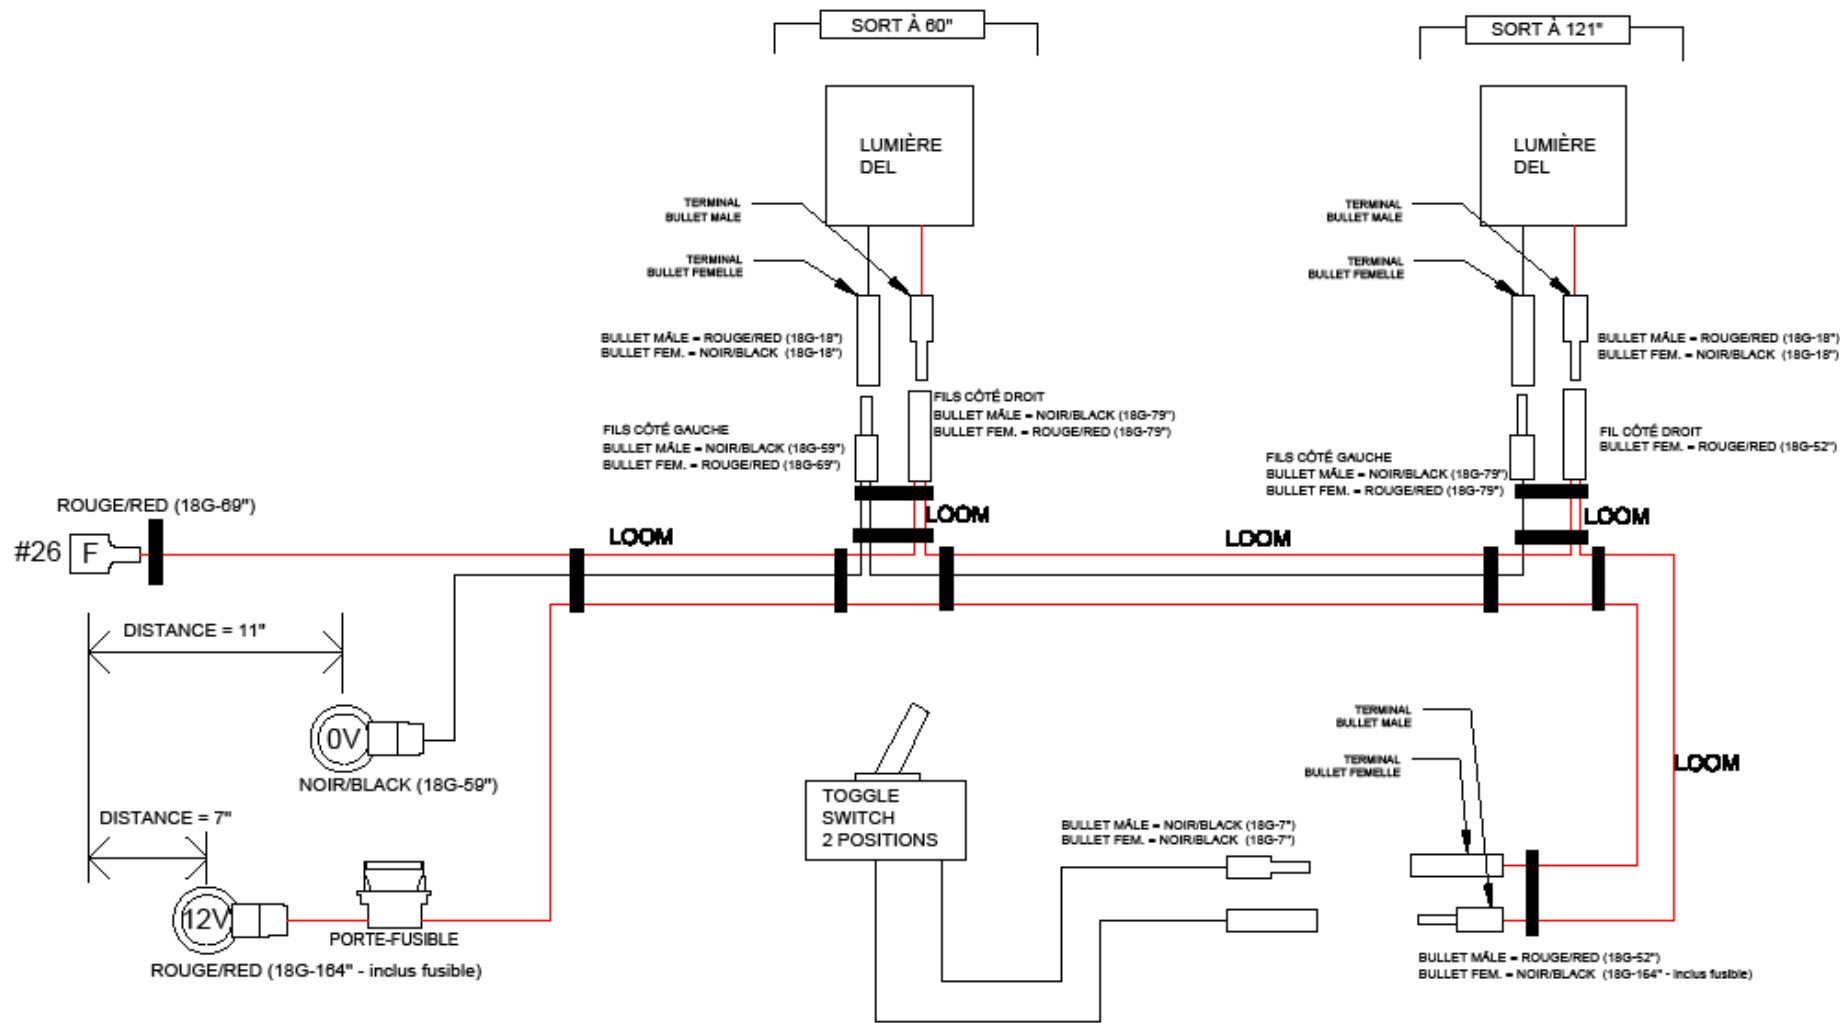 SORT À 60"
SORT À 121"
LUMIÈRE
DEL
LUMIÈRE
DEL
TERMINAL
BULLET MALE
TERMINAL
BULLET FEMELLE
TERMINAL
BULLET MALE
TERMINAL
BULLET FEMELLE
BULLET MÂLE = ROUGE/RED (18G-18")
BULLET FEM. = NOIR/BLACK (18G-18")
BULLET MÂLE = ROUGE/RED (18G-18")
BULLET FEM. = NOIR/BLACK (18G-18")
FILS CÔTÉ DROIT
BULLET MÂLE = NOIR/BLACK (18G-79")
BULLET FEM. = ROUGE/RED (18G-79")
FILS CÔTÉ GAUCHE
BULLET MÂLE = NOIR/BLACK (18G-59")
BULLET FEM. = ROUGE/RED (18G-69")
FIL CÔTÉ DROIT
BULLET FEM. = ROUGE/RED (18G-52")
FILS CÔTÉ GAUCHE
BULLET MÂLE = NOIR/BLACK (18G-79")
BULLET FEM. = ROUGE/RED (18G-79")
ROUGE/RED (18G-69")
#26
F
LOOM
LOOM
LOOM
LOOM
DISTANCE = 11"
0V
NOIR/BLACK (18G-59")
DISTANCE = 7"
12V
PORTE-FUSIBLE
ROUGE/RED (18G-164" - inclus fusible)
TOGGLE
SWITCH
2 POSITIONS
BULLET MÂLE = NOIR/BLACK (18G-7")
BULLET FEM. = NOIR/BLACK (18G-7")
TERMINAL
BULLET MALE
TERMINAL
BULLET FEMELLE
LOOM
BULLET MÂLE = ROUGE/RED (18G-52")
BULLET FEM. = NOIR/BLACK (18G-164" - inclus fusible)